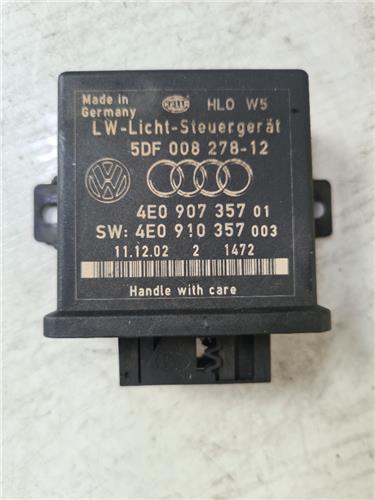 Made in
Germany
HELLA
HLO W5
LW-Licht-Steuergerät
5DF 008 278-12
4E0 907 357 01
SW: 4E0 910 357 003
11.12.02 2 1472
Handle with care